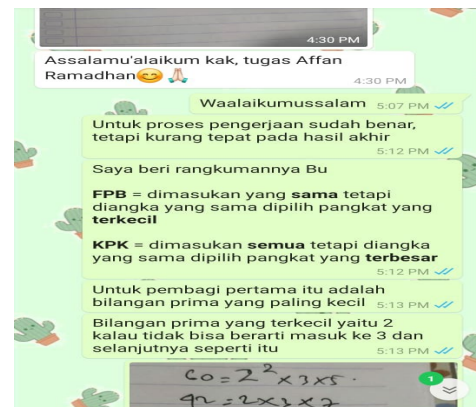 4:30 PM
Assalamu'alaikum kak, tugas Affan
Ramadhan😊 🙏🏻
4:30 PM
Waalaikumussalam 5:07 PM
Untuk proses pengerjaan sudah benar,
tetapi kurang tepat pada hasil akhir
5:12 PM
Saya beri rangkumannya Bu
FPB = dimasukan yang sama tetapi
diangka yang sama dipilih pangkat yang
terkecil
KPK = dimasukan semua tetapi diangka
yang sama dipilih pangkat yang terbesar
5:12 PM
Untuk pembagi pertama itu adalah
bilangan prima yang paling kecil 5:13 PM
Bilangan prima yang terkecil yaitu 2
kalau tidak bisa berarti masuk ke 3 dan
selanjutnya seperti itu 5:13 PM
60 = 2² x 3 x 5.
1
42 = 2 x 3 x 7